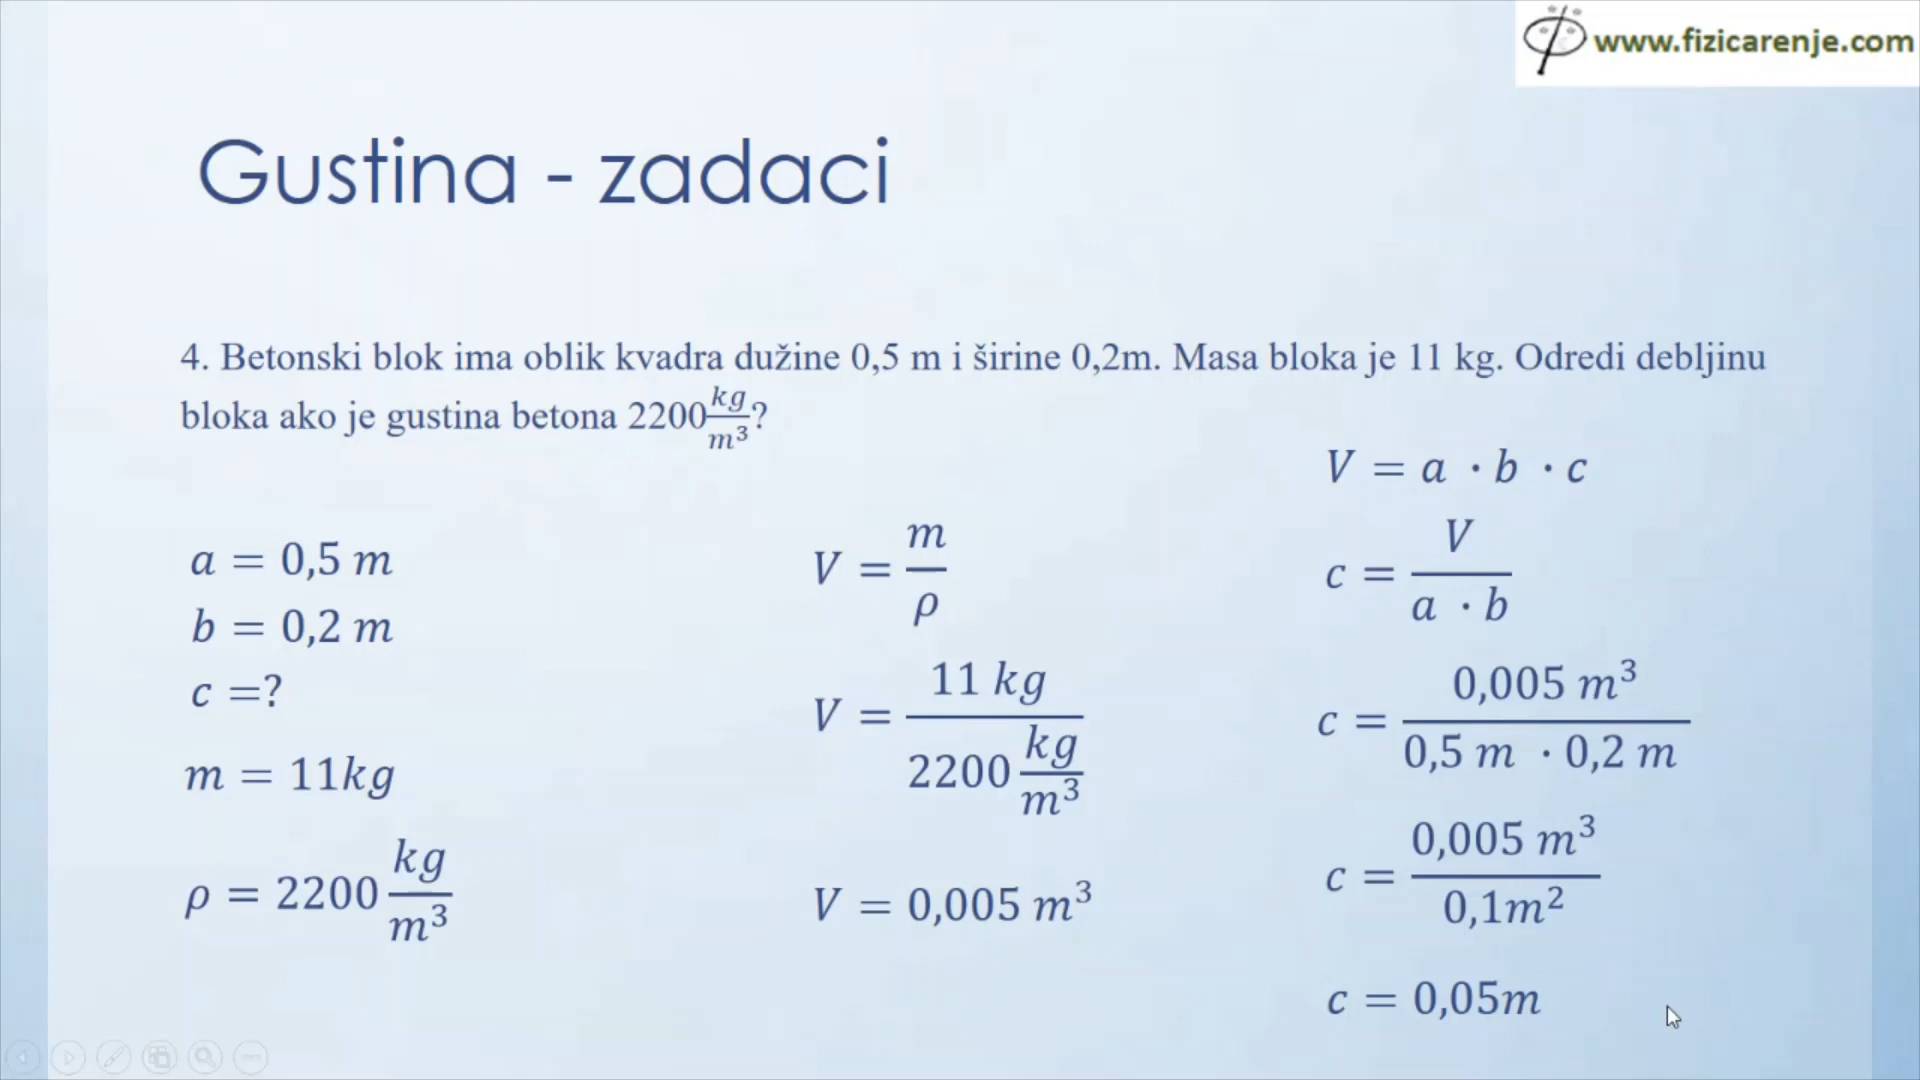 www.fizicarenje.com
Gustina - zadaci
4. Betonski blok ima oblik kvadra dužine 0,5 m i širine 0,2m. Masa bloka je 11 kg. Odredi debljinu
bloka ako je gustina betona 2200 kg/m³?
a = 0,5 m
b = 0,2 m
c =?
m = 11kg
ρ = 2200 kg/m³
V = m/ρ
V = 11 kg / 2200 kg/m³
V = 0,005 m³
V = a · b · c
c = V / a · b
c = 0,005 m³ / 0,5 m · 0,2 m
c = 0,005 m³ / 0,1m²
c = 0,05m